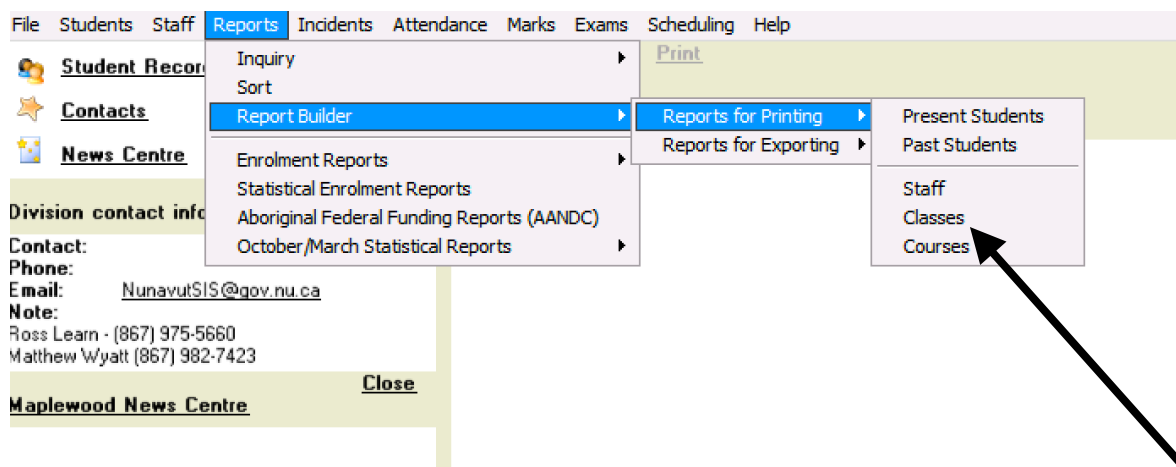 File Students Staff Reports Incidents Attendance Marks Exams Scheduling Help
Student
Contacts
News Centre
Inquiry
Sort
Report Builder
Enrolment Reports
Statistical Enrolment Reports
Aboriginal Federal Funding Reports (AANDC)
October/March Statistical Reports
Print
Reports for Printing
Reports for Exporting
Present Students
Past Students
Staff
Classes
Courses
Division contact
Contact:
Phone:
Email: NunavutSIS@gov.nu.ca
Note:
Ross Learn - (867) 975-5660
Matthew Wyatt (867) 982-7423
Close
Maplewood News Centre